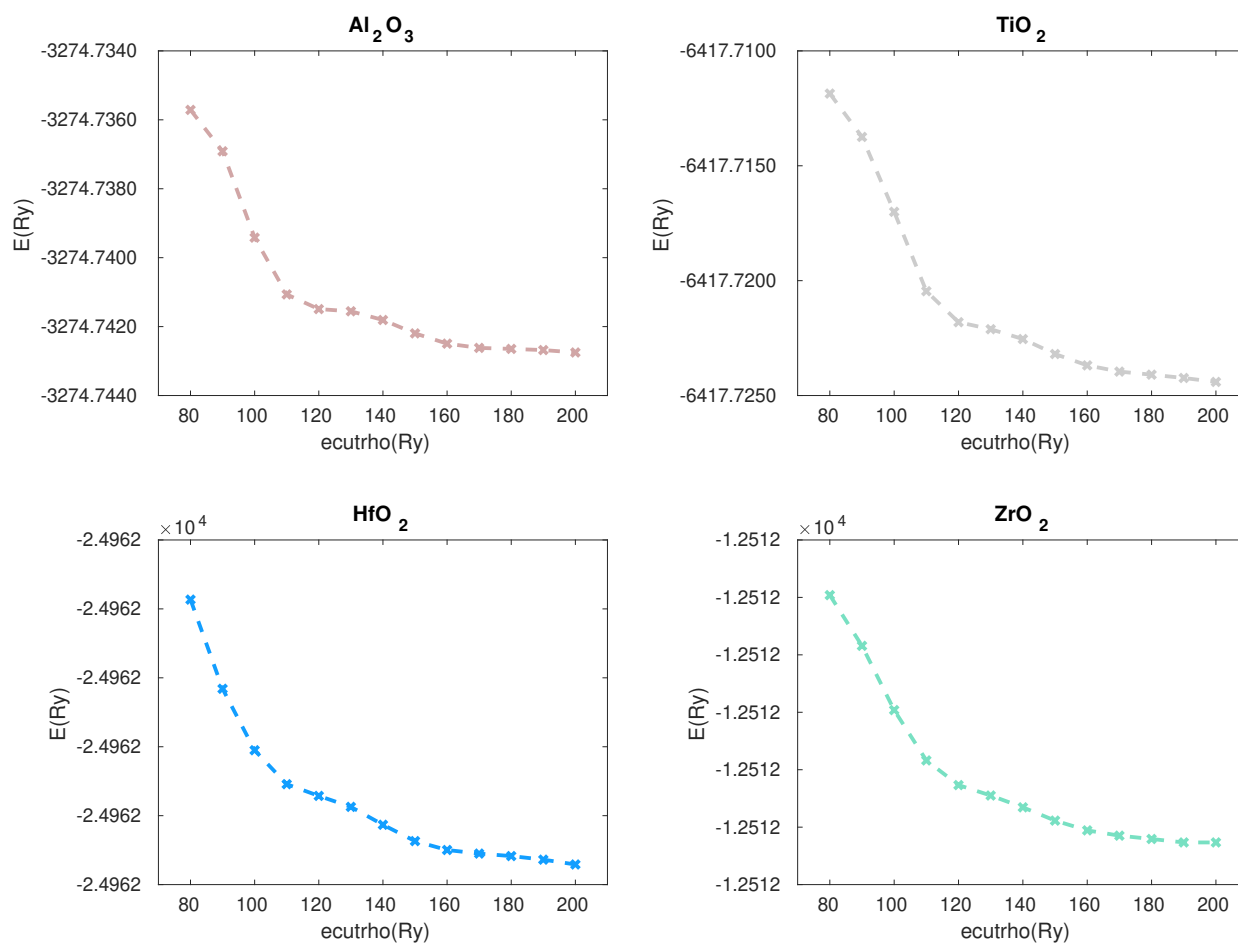 Al2O3
-3274.7340
-3274.7360
-3274.7380
-3274.7400
-3274.7420
-3274.7440
E(Ry)
80 100 120 140 160 180 200
ecutrho(Ry)
TiO2
-6417.7100
-6417.7150
-6417.7200
-6417.7250
E(Ry)
80 100 120 140 160 180 200
ecutrho(Ry)
HfO2
×10^4
-2.4962
-2.4962
-2.4962
-2.4962
-2.4962
-2.4962
E(Ry)
80 100 120 140 160 180 200
ecutrho(Ry)
ZrO2
×10^4
-1.2512
-1.2512
-1.2512
-1.2512
-1.2512
-1.2512
-1.2512
E(Ry)
80 100 120 140 160 180 200
ecutrho(Ry)